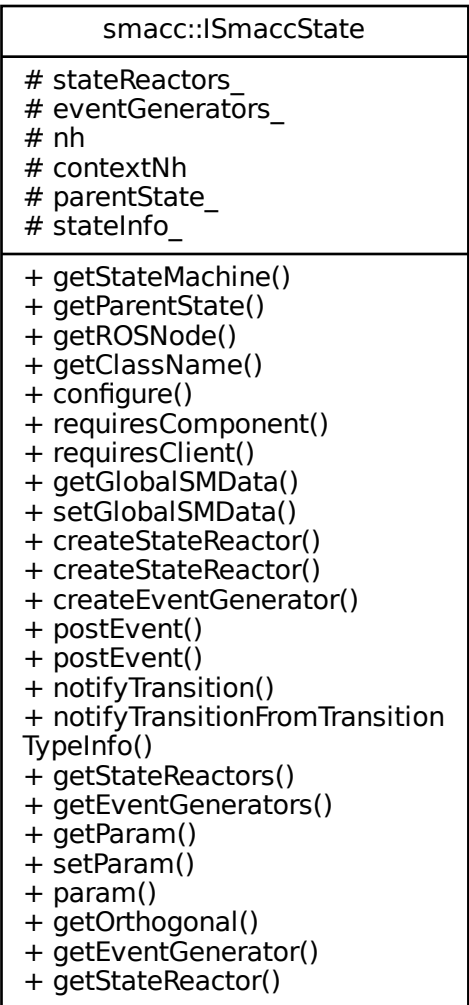 smacc::ISmaccState
# stateReactors_
# eventGenerators_
# nh
# contextNh
# parentState_
# stateInfo_
+ getStateMachine()
+ getParentState()
+ getROSNode()
+ getClassName()
+ configure()
+ requiresComponent()
+ requiresClient()
+ getGlobalSMData()
+ setGlobalSMData()
+ createStateReactor()
+ createStateReactor()
+ createEventGenerator()
+ postEvent()
+ postEvent()
+ notifyTransition()
+ notifyTransitionFromTransition
TypeInfo()
+ getStateReactors()
+ getEventGenerators()
+ getParam()
+ setParam()
+ param()
+ getOrthogonal()
+ getEventGenerator()
+ getStateReactor()